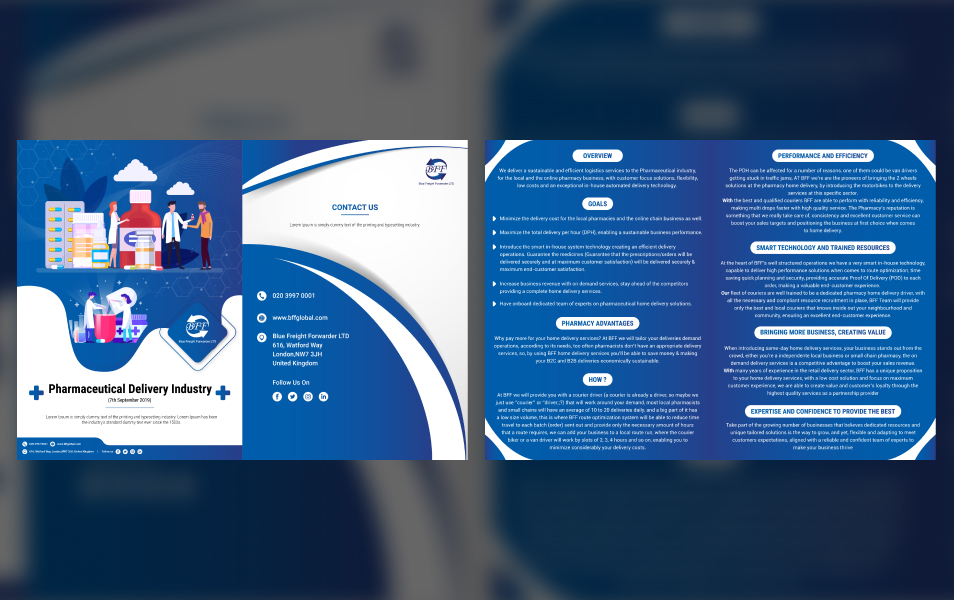 Pharmaceutical Delivery Industry
(7th September 2019)
Lorem Ipsum is simply dummy text of the printing and typesetting industry. Lorem Ipsum has been
the industry's standard dummy text ever since the 1500s.
020 3997 0001 www.bffglobal.com
616, Watford Way, London, NW7 3JH, United Kingdom | Follow us
BFF
Blue Freight Forwarder LTD
BFF
Blue Freight Forwarder LTD
CONTACT US
Lorem Ipsum is simply dummy text of the printing and typesetting industry.
020 3997 0001
www.bffglobal.com
Blue Freight Forwarder LTD
616, Watford Way
London,NW7 3JH
United Kingdom
Follow Us On
OVERVIEW
We deliver a sustainable and efficient logistics services to the Pharmaceutical industry,
for the local and the online pharmacy business, with customer focus solutions, flexibility,
low costs and an exceptional in-house automated delivery technology.
GOALS
Minimize the delivery cost for the local pharmacies and the online chain business as well.
Maximize the total delivery per hour (DPH), enabling a sustainable business performance.
Introduce the smart in-house system technology creating an efficient delivery
operations. Guarantee the medicines (Guarantee that the prescriptions/orders will be
delivered securely and at maximum customer satisfaction) will be delivered securely &
maximum end-customer satisfaction.
Increase business revenue with on demand services, stay ahead of the competitors
providing a complete home delivery services.
Have onboard dedicated team of experts on pharmaceutical home delivery solutions.
PHARMACY ADVANTAGES
Why pay more for your home delivery services? At BFF we will tailor your deliveries demand
operations, according to its needs, too often pharmacists don't have an appropriate delivery
services, so, by using BFF home delivery services you'll be able to save money & making
your B2C and B2B deliveries economically sustainable.
HOW ?
At BFF we will provide you with a courier (a courier is already a driver, so maybe we
just use "courier" or "driver,?) that will work around your demand, most local pharmacists
and small chains will have an average of 10 to 20 deliveries daily, and a big part of it has
a low size volume, this is where BFF route optimization system will be able to reduce time
travel to each batch (order) sent out and provide only the necessary amount of hours
that a route requires, we can add your business to a local route run, where the courier
biker or a van driver will work by slots of 2, 3, 4 hours and so on, enabling you to
minimize considerably your delivery costs.
PERFORMANCE AND EFFICIENCY
The PDH can be affected for a number of reasons, one of them could be van drivers
getting stuck in traffic jams, AT BFF we're are the pioneers of bringing the 2 wheels
solutions at the pharmacy home delivery, by introducing the motorbikes to the delivery
services at this specific sector.
With the best and qualified couriers BFF are able to perform with reliability and efficiency,
making multi-drops faster with high quality service. The Pharmacy's reputation is
something that we really take care of, consistency and excellent customer service can
boost your sales targets and positioning the business at first choice when comes
to home delivery.
SMART TECHNOLOGY AND TRAINED RESOURCES
At the heart of BFF's well structured operations we have a very smart in-house technology,
capable to deliver high performance solutions when comes to route optimization, time
saving quick planning and security, providing accurate Proof Of Delivery (POD) to each
order, making a valuable end-customer experience.
Our fleet of couriers are well trained to be a dedicated pharmacy home delivery driver, with
all the necessary and compliant resource recruitment in place, BFF Team will provide
only the best and local couriers that knows inside out your neighbourhood and
community, ensuring an excellent end-customer experience.
BRINGING MORE BUSINESS, CREATING VALUE
When introducing same-day home delivery services, your business stands out from the
crowd, either you're a independente local business or small chain pharmacy, the on
demand delivery services is a competitive advantage to boost your sales revenue.
With many years of experience in the retail delivery sector, BFF has a unique proposition
to your home delivery services, with a low cost solution and focus on maximum
customer experience, we are able to create value and customer's loyalty through the
highest quality services as a partnership provider
EXPERTISE AND CONFIDENCE TO PROVIDE THE BEST
Take part of the growing number of businesses that believes dedicated resources and
unique tailored solutions is the way to grow, and yet, flexible and adapting to meet
customers expectations, aligned with a reliable and confident team of experts to
make your business thrive